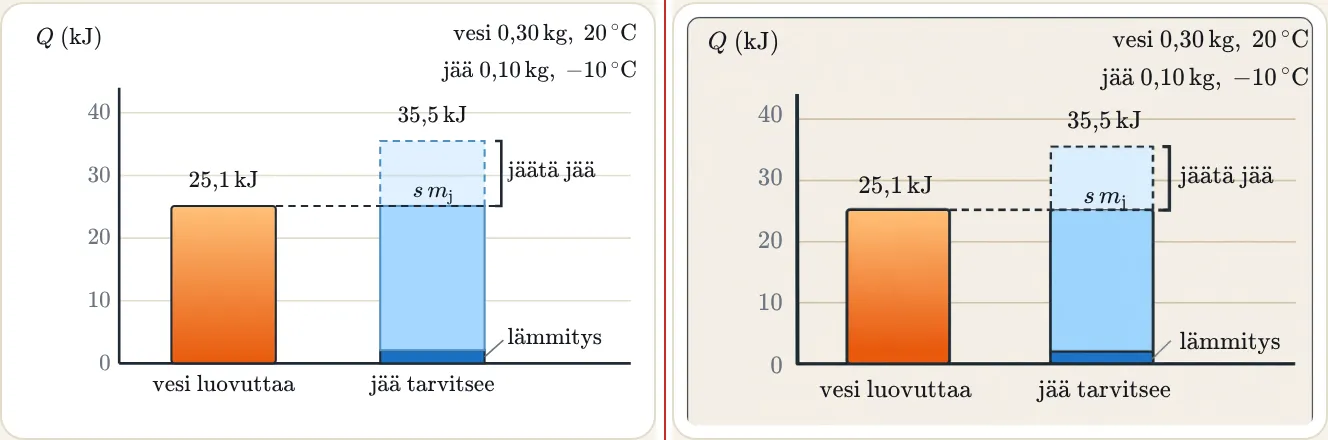 Q (kJ)
vesi 0,30 kg, 20 °C
jää 0,10 kg, −10 °C
40
35,5 kJ
30
25,1 kJ
jäätä jää
s mⱼ
20
10
lämmitys
0
vesi luovuttaa
jää tarvitsee
Q (kJ)
vesi 0,30 kg, 20 °C
jää 0,10 kg, −10 °C
40
35,5 kJ
30
25,1 kJ
jäätä jää
s mⱼ
20
10
lämmitys
0
vesi luovuttaa
jää tarvitsee